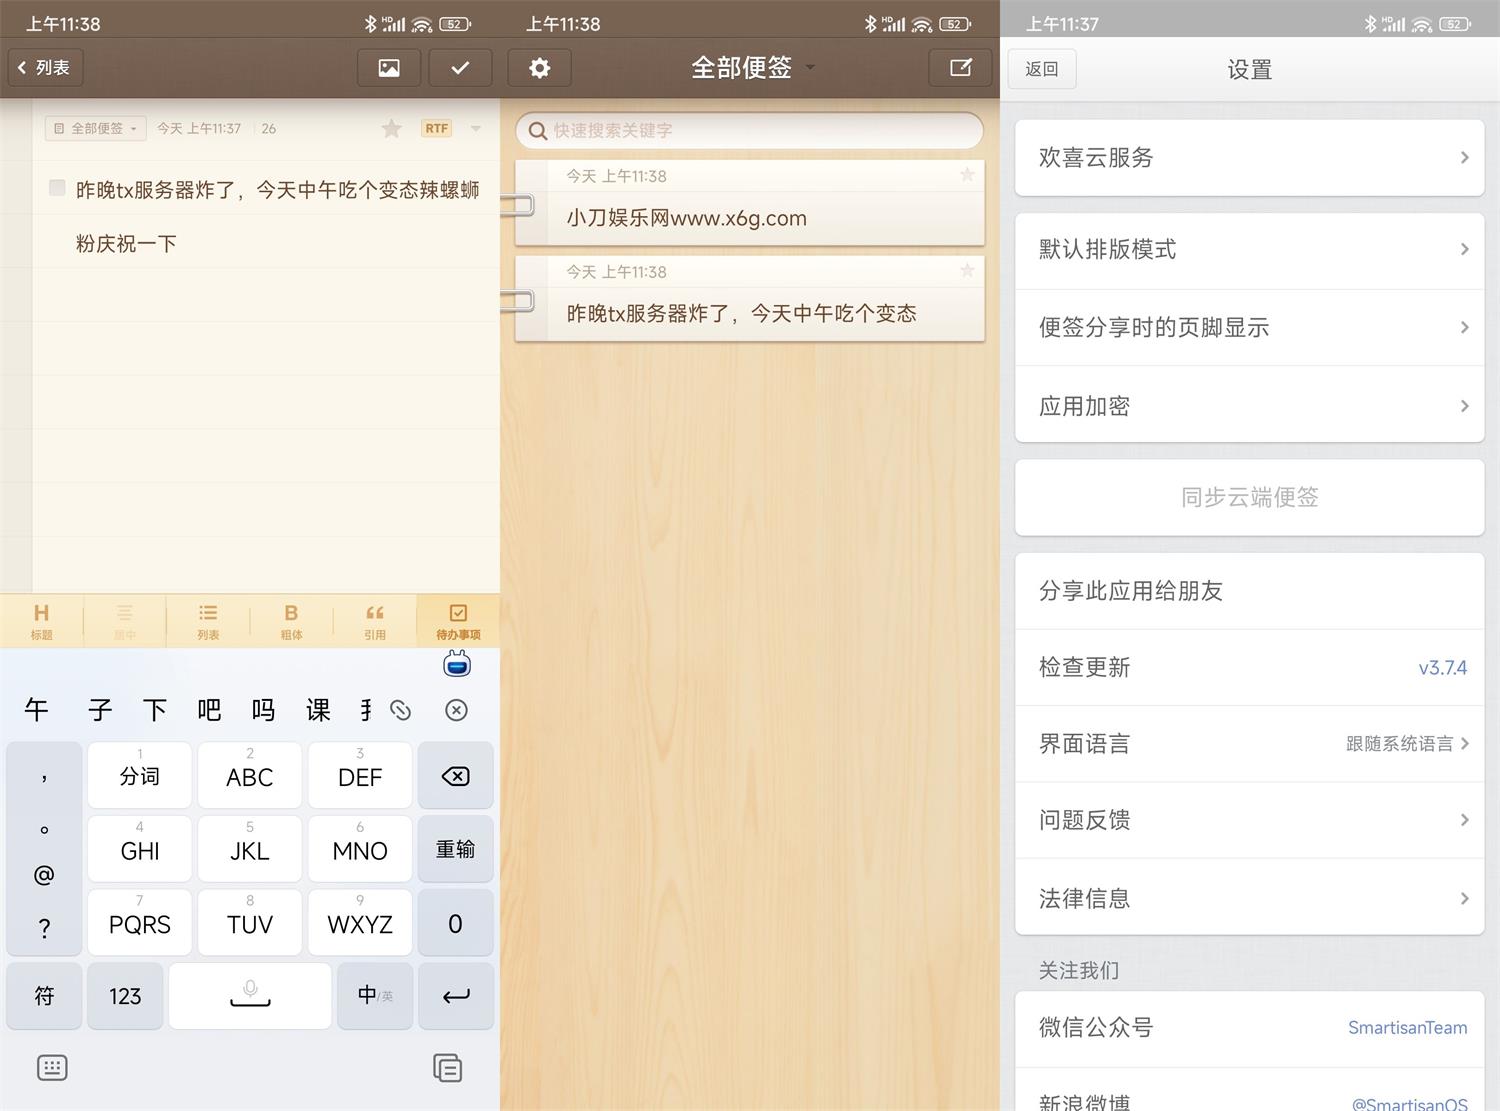 上午11:38
HD
52
列表
全部便签
今天 上午11:37
26
RTF
昨晚tx服务器炸了，今天中午吃个变态辣螺蛳
粉庆祝一下
H
标题
居中
列表
B
粗体
引用
待办事项
午 子 下 吧 吗 课
，
。
@
?
1
分词
2
ABC
3
DEF
4
GHI
5
JKL
6
MNO
重输
7
PQRS
8
TUV
9
WXYZ
0
符
123
中/英
上午11:38
HD
52
全部便签
快速搜索关键字
今天 上午11:38
小刀娱乐网www.x6g.com
今天 上午11:38
昨晚tx服务器炸了，今天中午吃个变态
上午11:37
HD
52
返回
设置
欢喜云服务
默认排版模式
便签分享时的页脚显示
应用加密
同步云端便签
分享此应用给朋友
检查更新
v3.7.4
界面语言
跟随系统语言
问题反馈
法律信息
关注我们
微信公众号
SmartisanTeam
新浪微博
@SmartisanOS